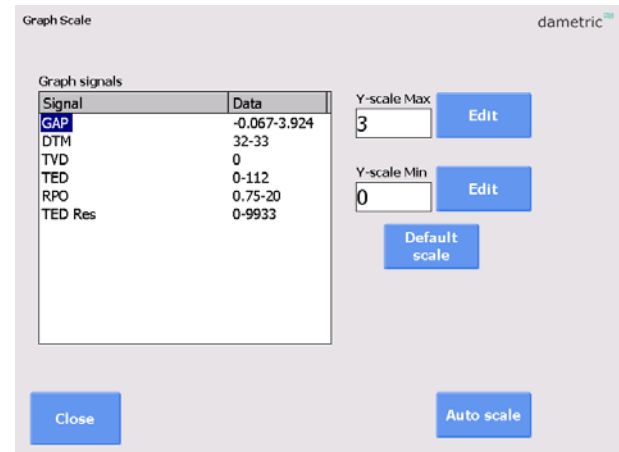 Graph Scale
dametric
Graph signals
Signal Data
GAP -0.067-3.924
DTM 32-33
TVD 0
TED 0-112
RPO 0.75-20
TED Res 0-9933
Y-scale Max
3
Edit
Y-scale Min
0
Edit
Default
scale
Close
Auto scale